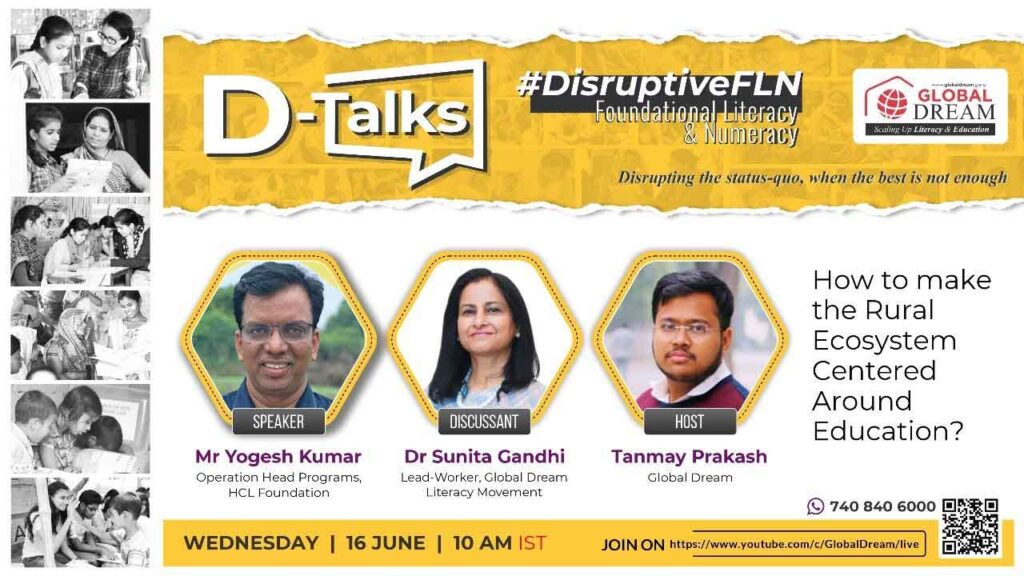 D-Talks
#DisruptiveFLN
Foundational Literacy
& Numeracy
www.globaldream.guru
GLOBAL
DREAM
Scaling Up Literacy & Education
Disrupting the status-quo, when the best is not enough
SPEAKER
Mr Yogesh Kumar
Operation Head Programs,
HCL Foundation
DISCUSSANT
Dr Sunita Gandhi
Lead-Worker, Global Dream
Literacy Movement
HOST
Tanmay Prakash
Global Dream
How to make
the Rural
Ecosystem
Centered
Around
Education?
740 840 6000
WEDNESDAY | 16 JUNE | 10 AM IST
JOIN ON https://www.youtube.com/c/GlobalDream/live